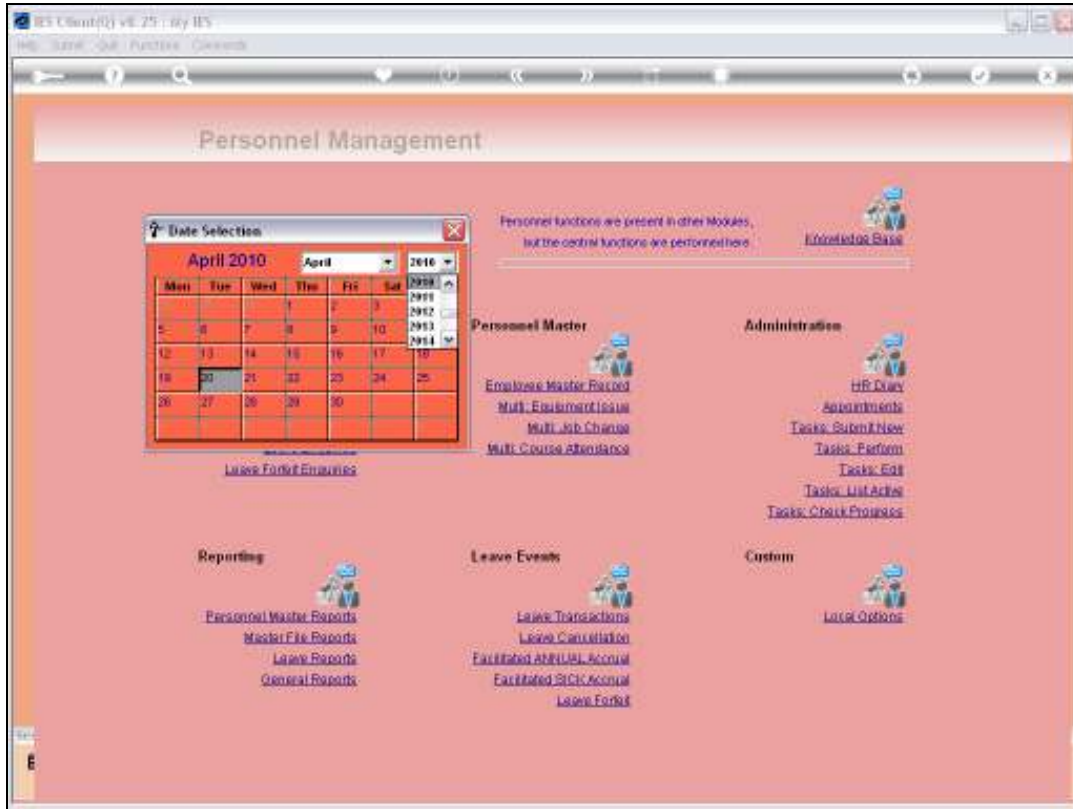 IES Client(Q) v8. 25 : my IES
Help Submit Quit Functions Commands
Personnel Management
Personnel functions are present in other Modules,
but the central functions are performed here
Knowledge Base
Date Selection
April 2010 April 2010
Mon Tue Wed Thu Fri Sat
2010
2011
2012
2013
2014
1 2 3
5 6 7 8 9 10
12 13 14 15 16 17 18
19 20 21 22 23 24 25
26 27 28 29 30
Leave Forfeit Enquiries
Personnel Master
Employee Master Record
Multi: Equipment Issue
Multi: Job Change
Multi: Course Attendance
Administration
HR Diary
Appointments
Tasks: Submit New
Tasks: Perform
Tasks: Edit
Tasks: List Active
Tasks: Check Progress
Reporting
Personnel Master Reports
Master File Reports
Leave Reports
General Reports
Leave Events
Leave Transactions
Leave Cancellation
Facilitated ANNUAL Accrual
Facilitated SICK Accrual
Leave Forfeit
Custom
Local Options